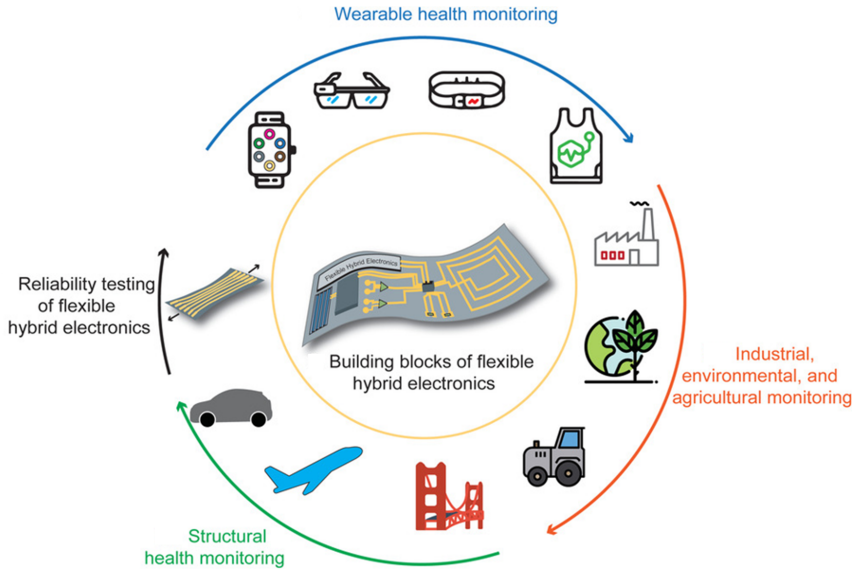 Wearable health monitoring
Flexible Hybrid Electronics
Reliability testing
of flexible
hybrid electronics
Building blocks of flexible
hybrid electronics
Industrial,
environmental, and
agricultural monitoring
Structural
health monitoring